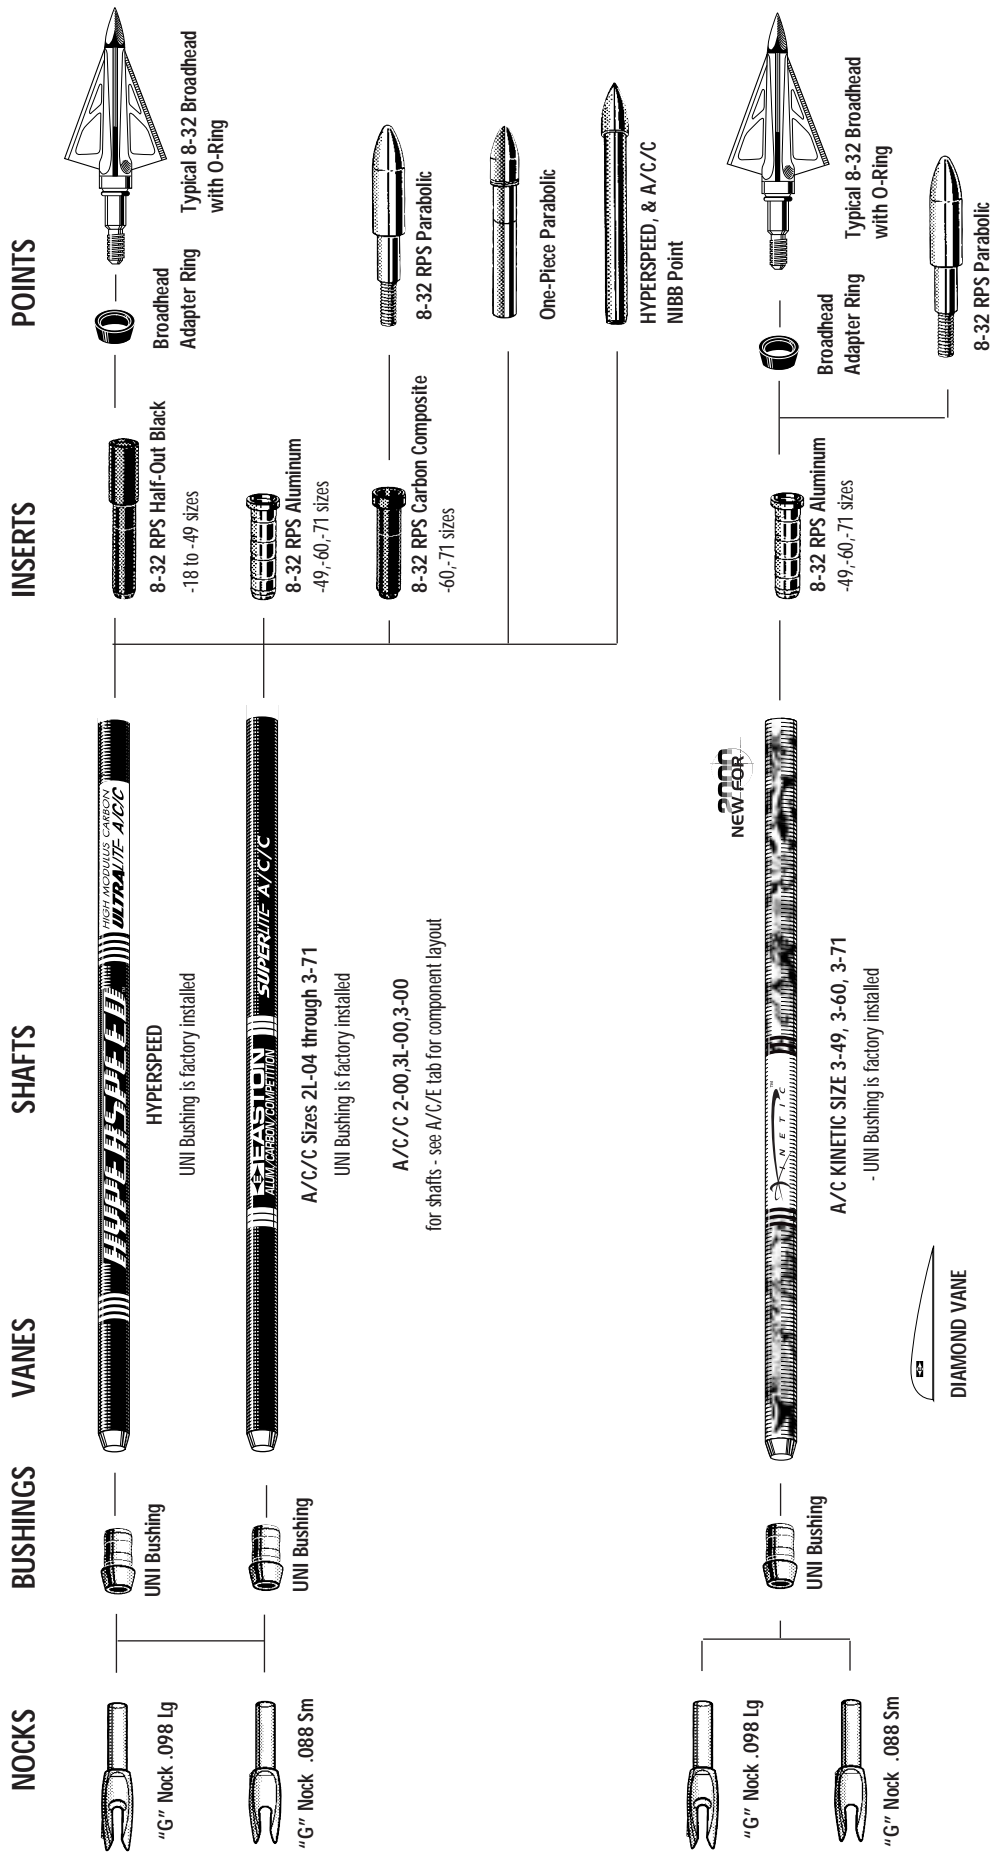 NOCKS
BUSHINGS
VANES
SHAFTS
INSERTS
POINTS
"G" Nock .098 Lg
"G" Nock .088 Sm
UNI Bushing
UNI Bushing
HYPERSPEED
HIGH MODULUS CARBON
ULTRALITE A/C/C
HYPERSPEED
UNI Bushing is factory installed
EASTON
ALUM/CARBON/COMPETITION
SUPERLITE A/C/C
A/C/C Sizes 2L-04 through 3-71
UNI Bushing is factory installed
A/C/C 2-00,3L-00,3-00
for shafts - see A/C/E tab for component layout
8-32 RPS Half-Out Black
-18 to -49 sizes
8-32 RPS Aluminum
-49,-60,-71 sizes
8-32 RPS Carbon Composite
-60,-71 sizes
Broadhead
Adapter Ring
Typical 8-32 Broadhead
with O-Ring
8-32 RPS Parabolic
One-Piece Parabolic
HYPERSPEED, & A/C/C
NIBB Point
"G" Nock .098 Lg
"G" Nock .088 Sm
UNI Bushing
NEW FOR
2000
KINETIC™
A/C KINETIC SIZE 3-49, 3-60, 3-71
- UNI Bushing is factory installed
DIAMOND VANE
8-32 RPS Aluminum
-49,-60,-71 sizes
Broadhead
Adapter Ring
Typical 8-32 Broadhead
with O-Ring
8-32 RPS Parabolic